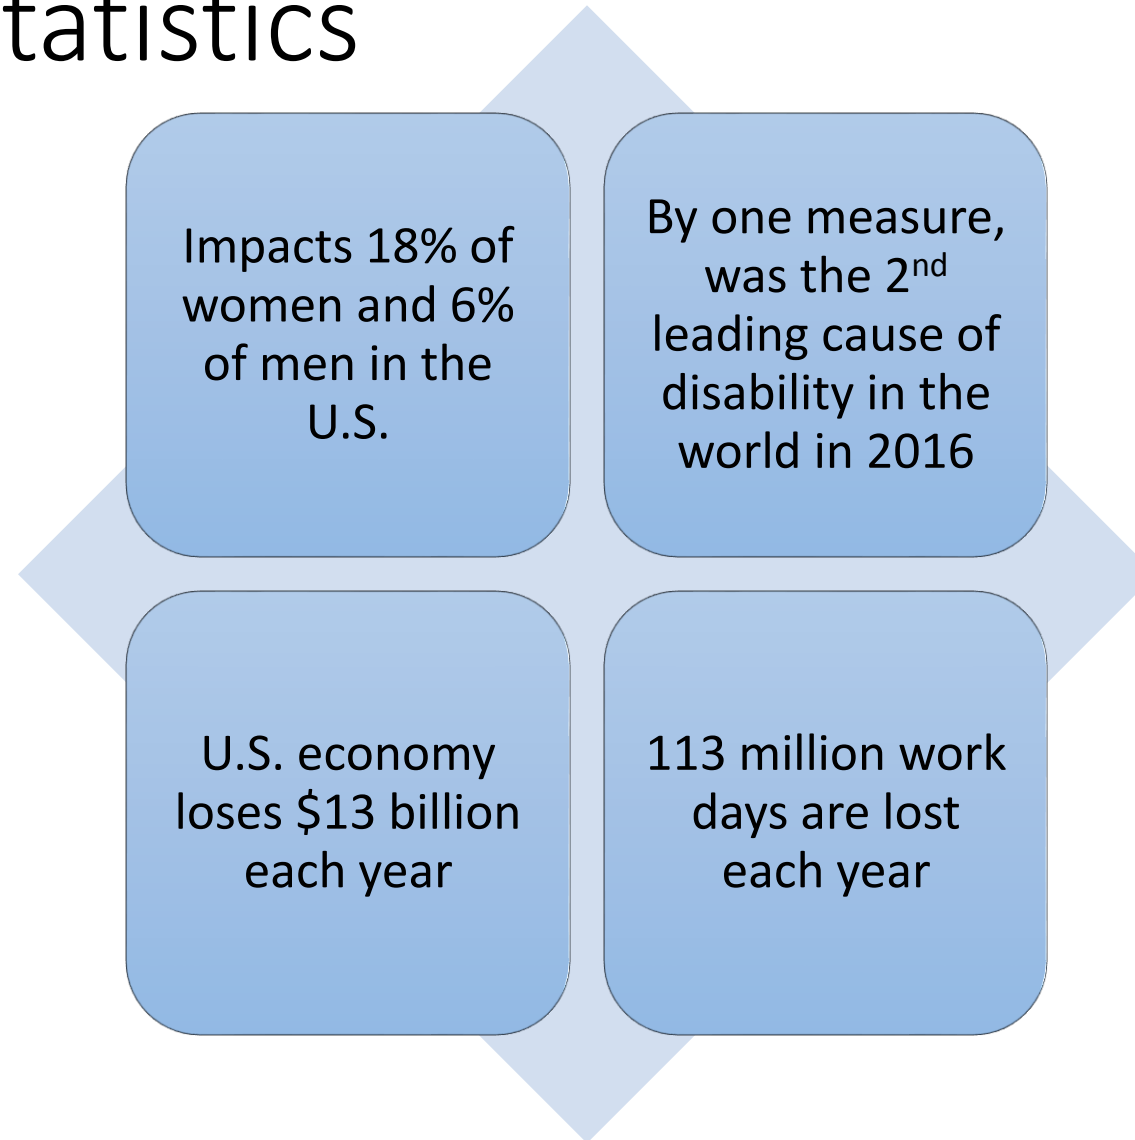 tatistics
Impacts 18% of
women and 6%
of men in the
U.S.
By one measure,
was the 2nd
leading cause of
disability in the
world in 2016
U.S. economy
loses $13 billion
each year
113 million work
days are lost
each year